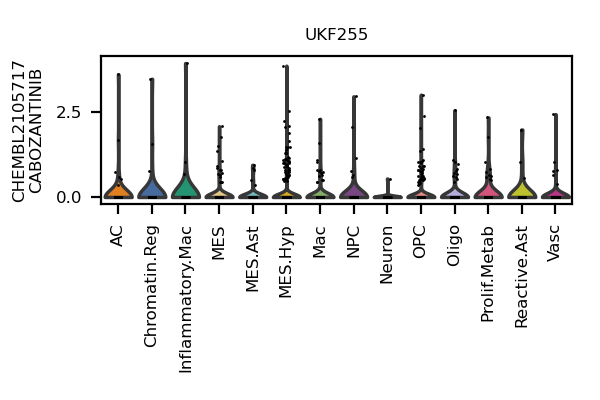 UKF255
CHEMBL2105717
CABOZANTINIB
2.5
0.0
AC
Chromatin.Reg
Inflammatory.Mac
MES
MES.Ast
MES.Hyp
Mac
NPC
Neuron
OPC
Oligo
Prolif.Metab
Reactive.Ast
Vasc